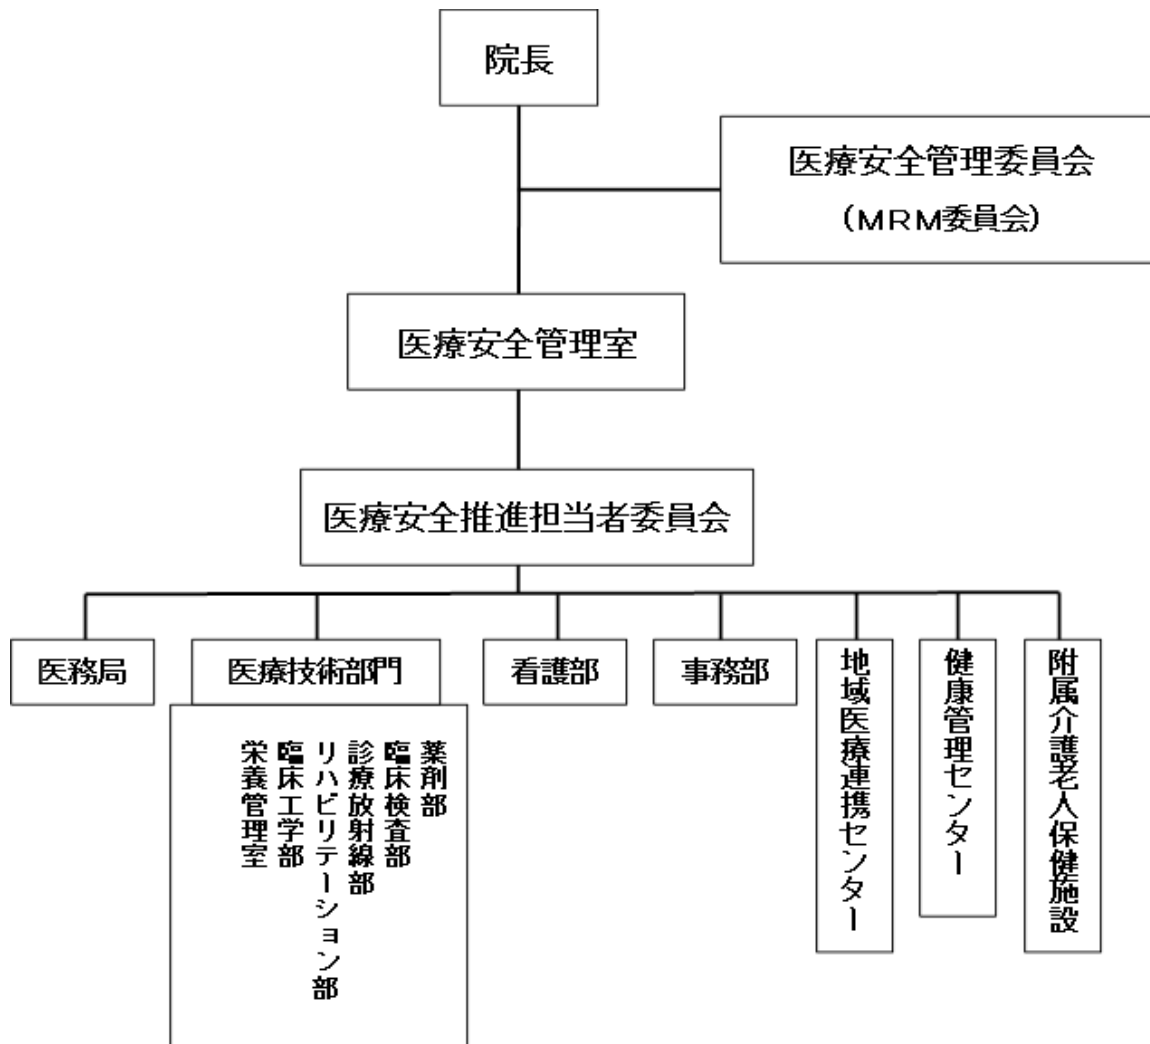 院長
医療安全管理委員会
（ＭＲＭ委員会）
医療安全管理室
医療安全推進担当者委員会
医務局
医療技術部門
薬剤部
臨床検査部
診療放射線部
リハビリテーション部
臨床工学部
栄養管理室
看護部
事務部
地域医療連携センター
健康管理センター
附属介護老人保健施設